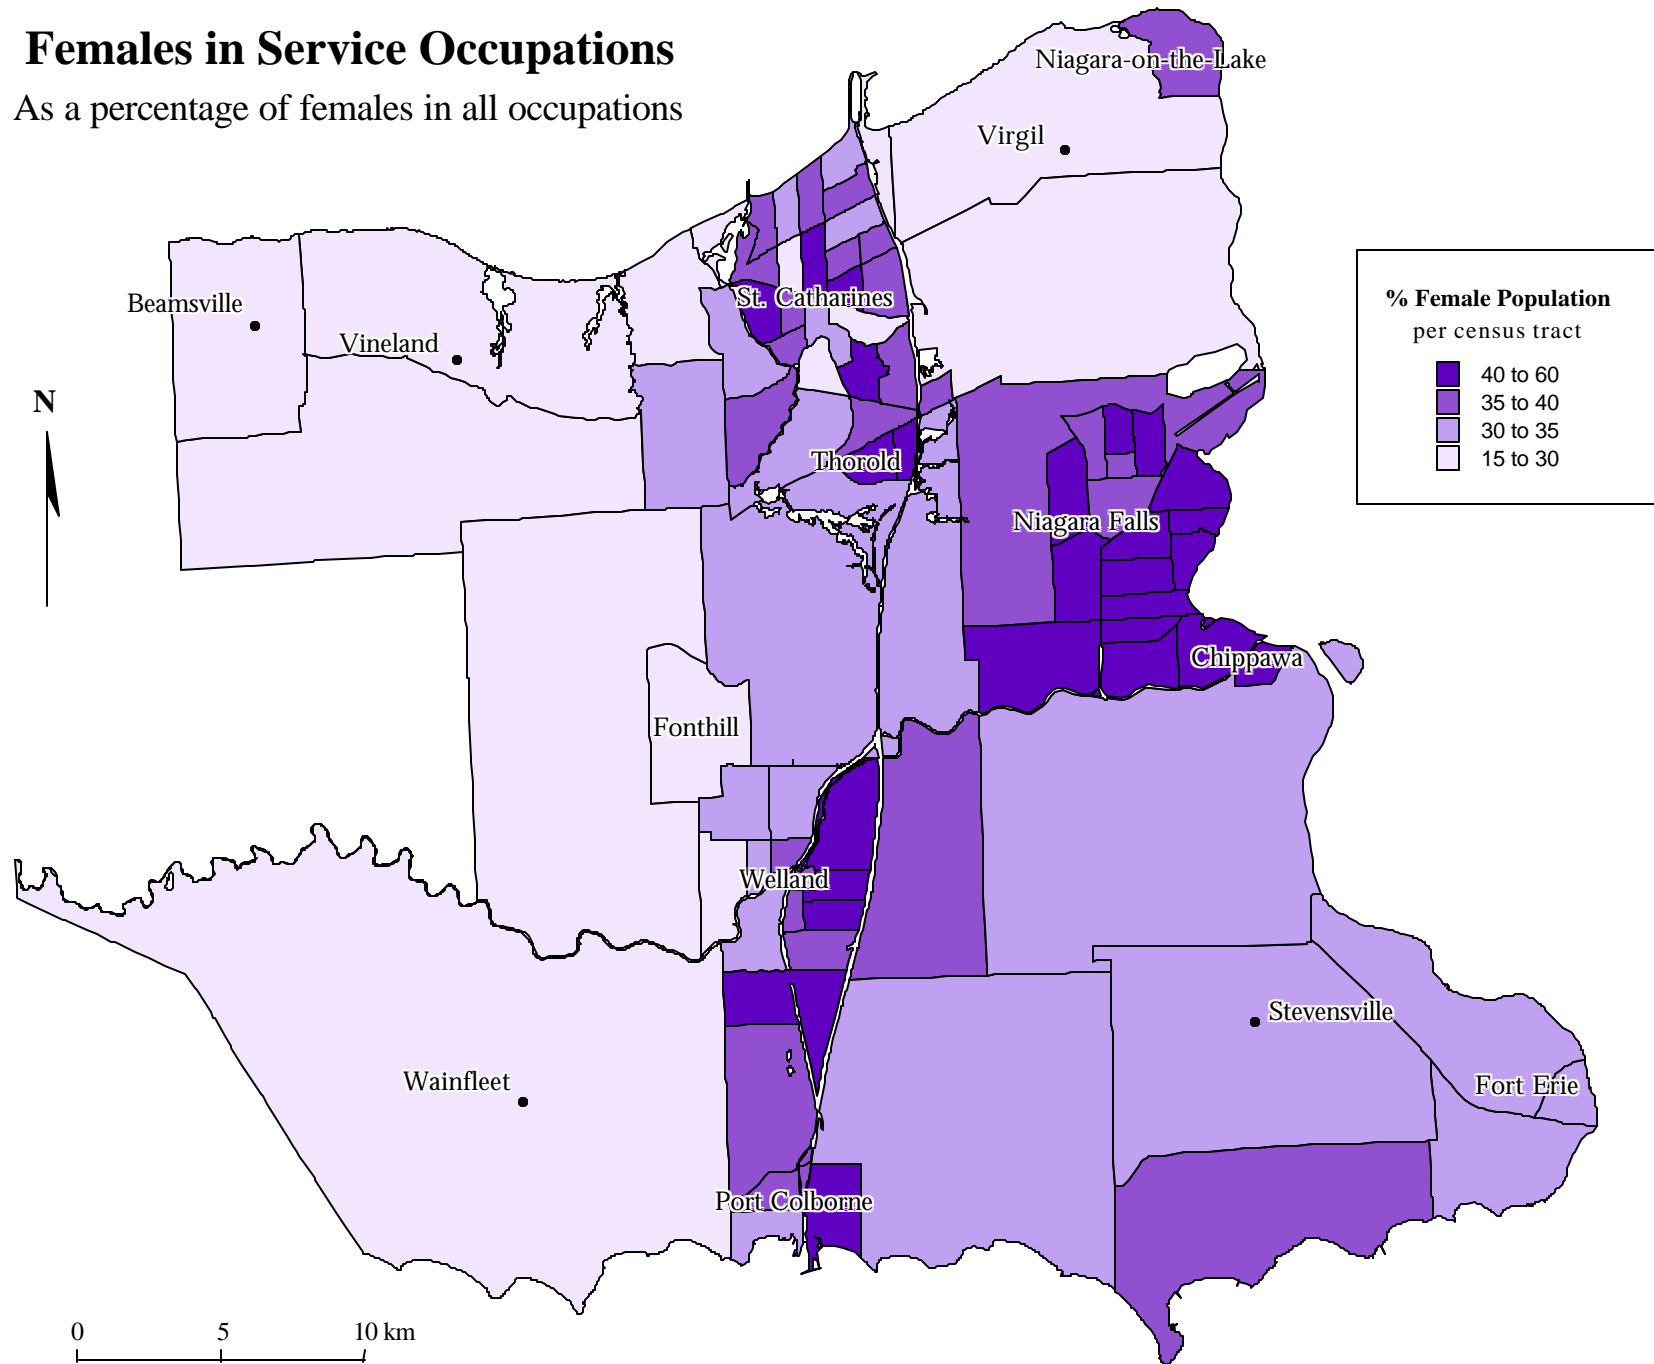 Females in Service Occupations
As a percentage of females in all occupations
Niagara-on-the-Lake
Virgil
Beamsville
Vineland
St. Catharines
% Female Population
per census tract
40 to 60
35 to 40
30 to 35
15 to 30
N
Thorold
Niagara Falls
Chippawa
Fonthill
Welland
Stevensville
Wainfleet
Fort Erie
Port Colborne
0 5 10 km